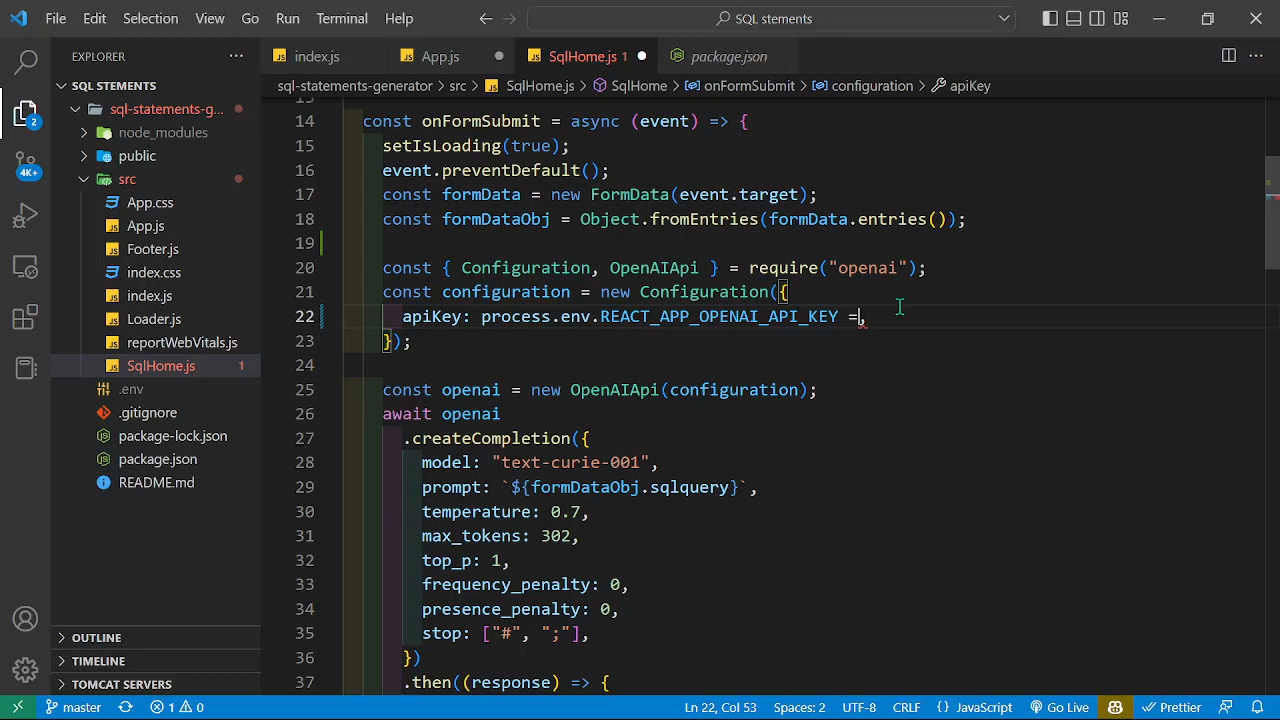 File Edit Selection View Go Run Terminal Help
SQL stements
EXPLORER
index.js
App.js
SqlHome.js 1
package.json
SQL STEMENTS
sql-statements-generator > src > SqlHome.js > SqlHome > onFormSubmit > configuration > apiKey
sql-statements-g...
node_modules
public
src
App.css
App.js
Footer.js
index.css
index.js
Loader.js
reportWebVitals.js
SqlHome.js 1
.env
.gitignore
package-lock.json
package.json
README.md
OUTLINE
TIMELINE
TOMCAT SERVERS
2
4K+
14 const onFormSubmit = async (event) => {
15 setIsLoading(true);
16 event.preventDefault();
17 const formData = new FormData(event.target);
18 const formDataObj = Object.fromEntries(formData.entries());
19
20 const { Configuration, OpenAIApi } = require("openai");
21 const configuration = new Configuration({
22 apiKey: process.env.REACT_APP_OPENAI_API_KEY =,
23 });
24
25 const openai = new OpenAIApi(configuration);
26 await openai
27 .createCompletion({
28 model: "text-curie-001",
29 prompt: `${formDataObj.sqlquery}`,
30 temperature: 0.7,
31 max_tokens: 302,
32 top_p: 1,
33 frequency_penalty: 0,
34 presence_penalty: 0,
35 stop: ["#", ";"],
36 })
37 .then((response) => {
master 1 0 Ln 22, Col 53 Spaces: 2 UTF-8 CRLF {} JavaScript Go Live Prettier